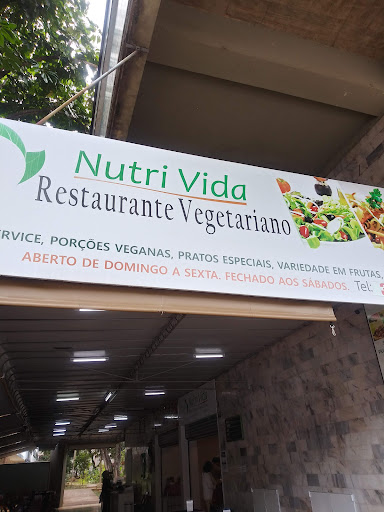 Nutri Vida
Restaurante Vegetariano
PORÇÕES VEGANAS, PRATOS ESPECIAIS, VARIEDADE EM FRUTAS,
ABERTO DE DOMINGO A SEXTA. FECHADO AOS SÁBADOS. Tel: